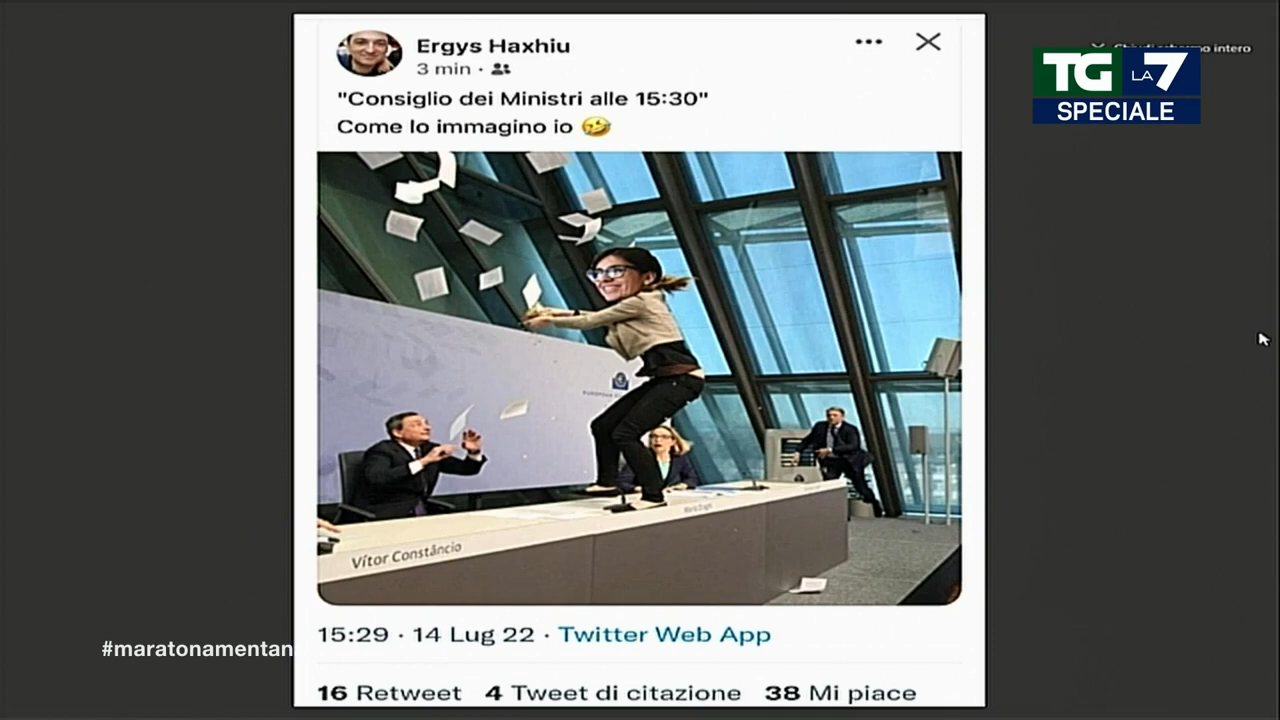 Ergys Haxhiu
3 min ·
"Consiglio dei Ministri alle 15:30"
Come lo immagino io 🤣
TG LA 7
SPECIALE
intero
Vítor Constâncio
#maratonamentan
15:29 · 14 Lug 22 · Twitter Web App
16 Retweet 4 Tweet di citazione 38 Mi piace